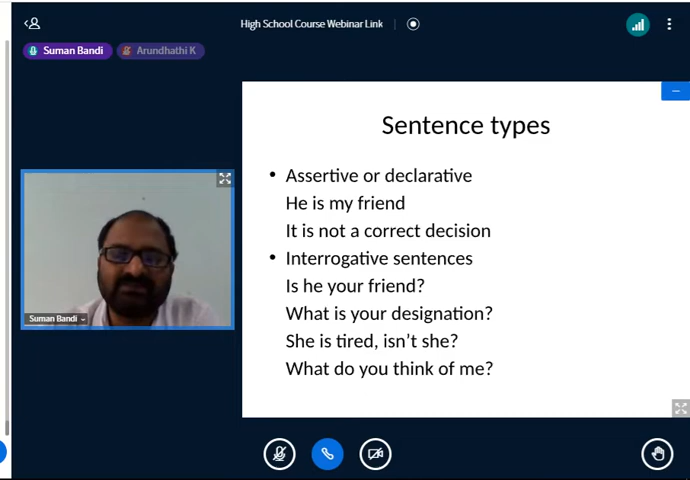 High School Course Webinar Link
Suman Bandi
Arundhathi K
Sentence types
• Assertive or declarative
He is my friend
It is not a correct decision
• Interrogative sentences
Is he your friend?
What is your designation?
She is tired, isn't she?
What do you think of me?
Suman Bandi